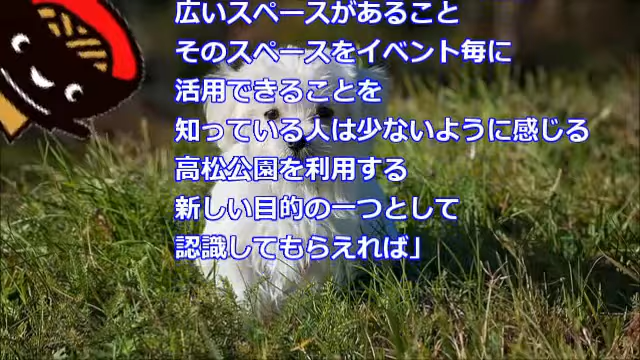 広いスペースがあること
そのスペースをイベント毎に
活用できることを
知っている人は少ないように感じる
高松公園を利用する
新しい目的の一つとして
認識してもらえれば」